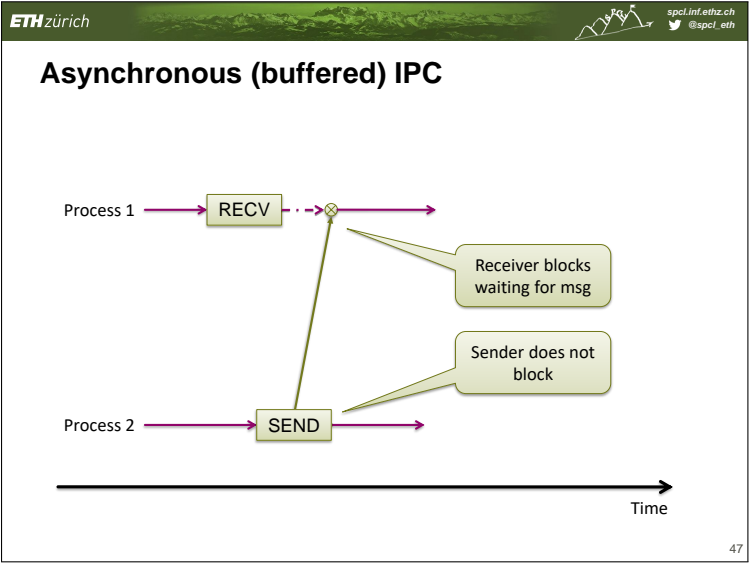 ETH zürich
spcl.inf.ethz.ch
@spcl_eth
Asynchronous (buffered) IPC
Process 1
RECV
Receiver blocks
waiting for msg
Sender does not
block
Process 2
SEND
Time
47